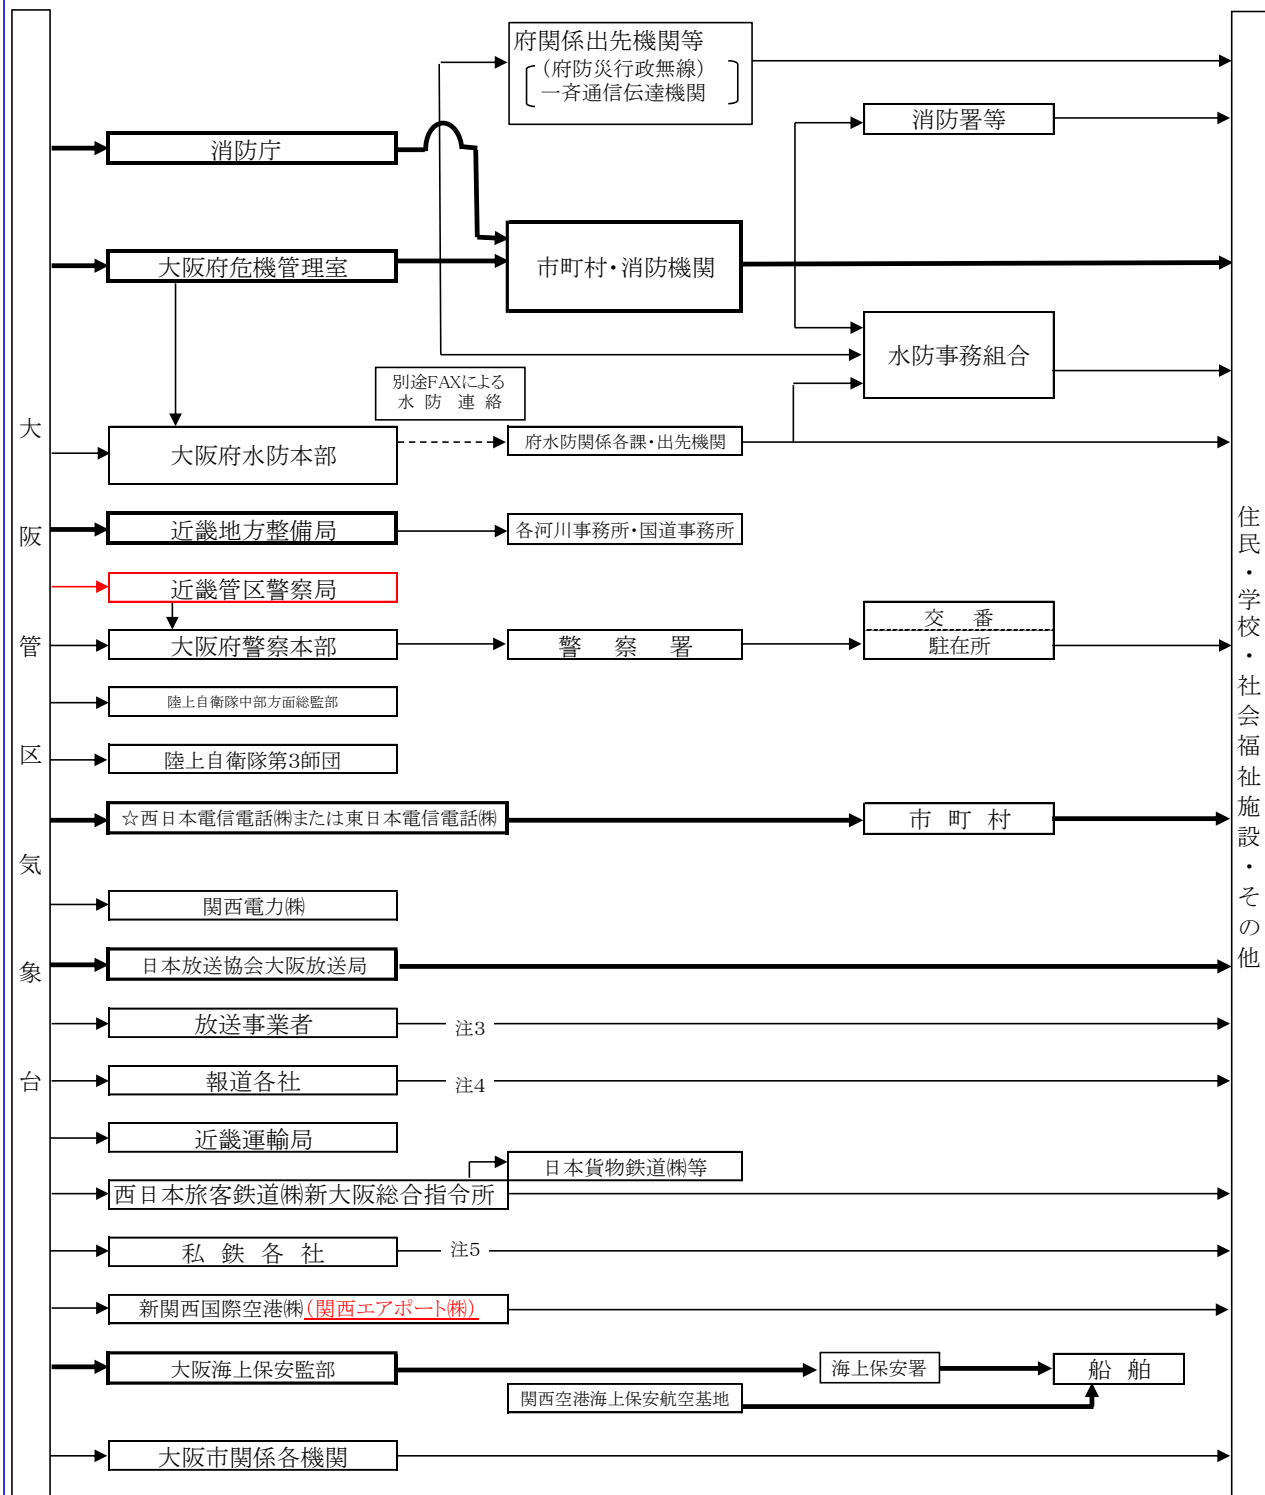 大阪管区気象台
府関係出先機関等
（府防災行政無線）
一斉通信伝達機関
消防署等
消防庁
大阪府危機管理室
市町村・消防機関
水防事務組合
別途FAXによる
水 防 連 絡
大阪府水防本部
府水防関係各課・出先機関
近畿地方整備局
各河川事務所・国道事務所
近畿管区警察局
大阪府警察本部
警 察 署
交 番
駐在所
陸上自衛隊中部方面総監部
陸上自衛隊第3師団
☆西日本電信電話㈱または東日本電信電話㈱
市 町 村
関西電力㈱
日本放送協会大阪放送局
放送事業者
注3
報道各社
注4
近畿運輸局
日本貨物鉄道㈱等
西日本旅客鉄道㈱新大阪総合指令所
私 鉄 各 社
注5
新関西国際空港㈱（関西エアポート㈱）
大阪海上保安監部
海上保安署
船 舶
関西空港海上保安航空基地
大阪市関係各機関
住民・学校・社会福祉施設・その他